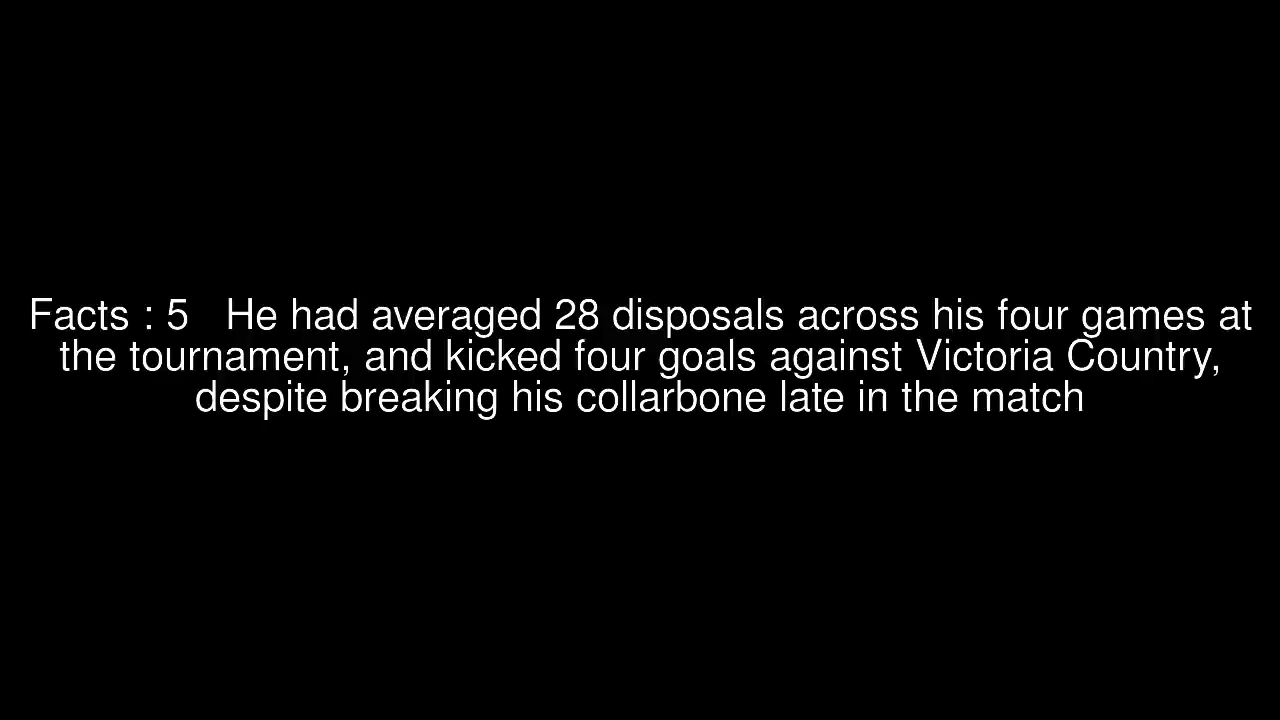 Facts : 5   He had averaged 28 disposals across his four games at
the tournament, and kicked four goals against Victoria Country,
despite breaking his collarbone late in the match